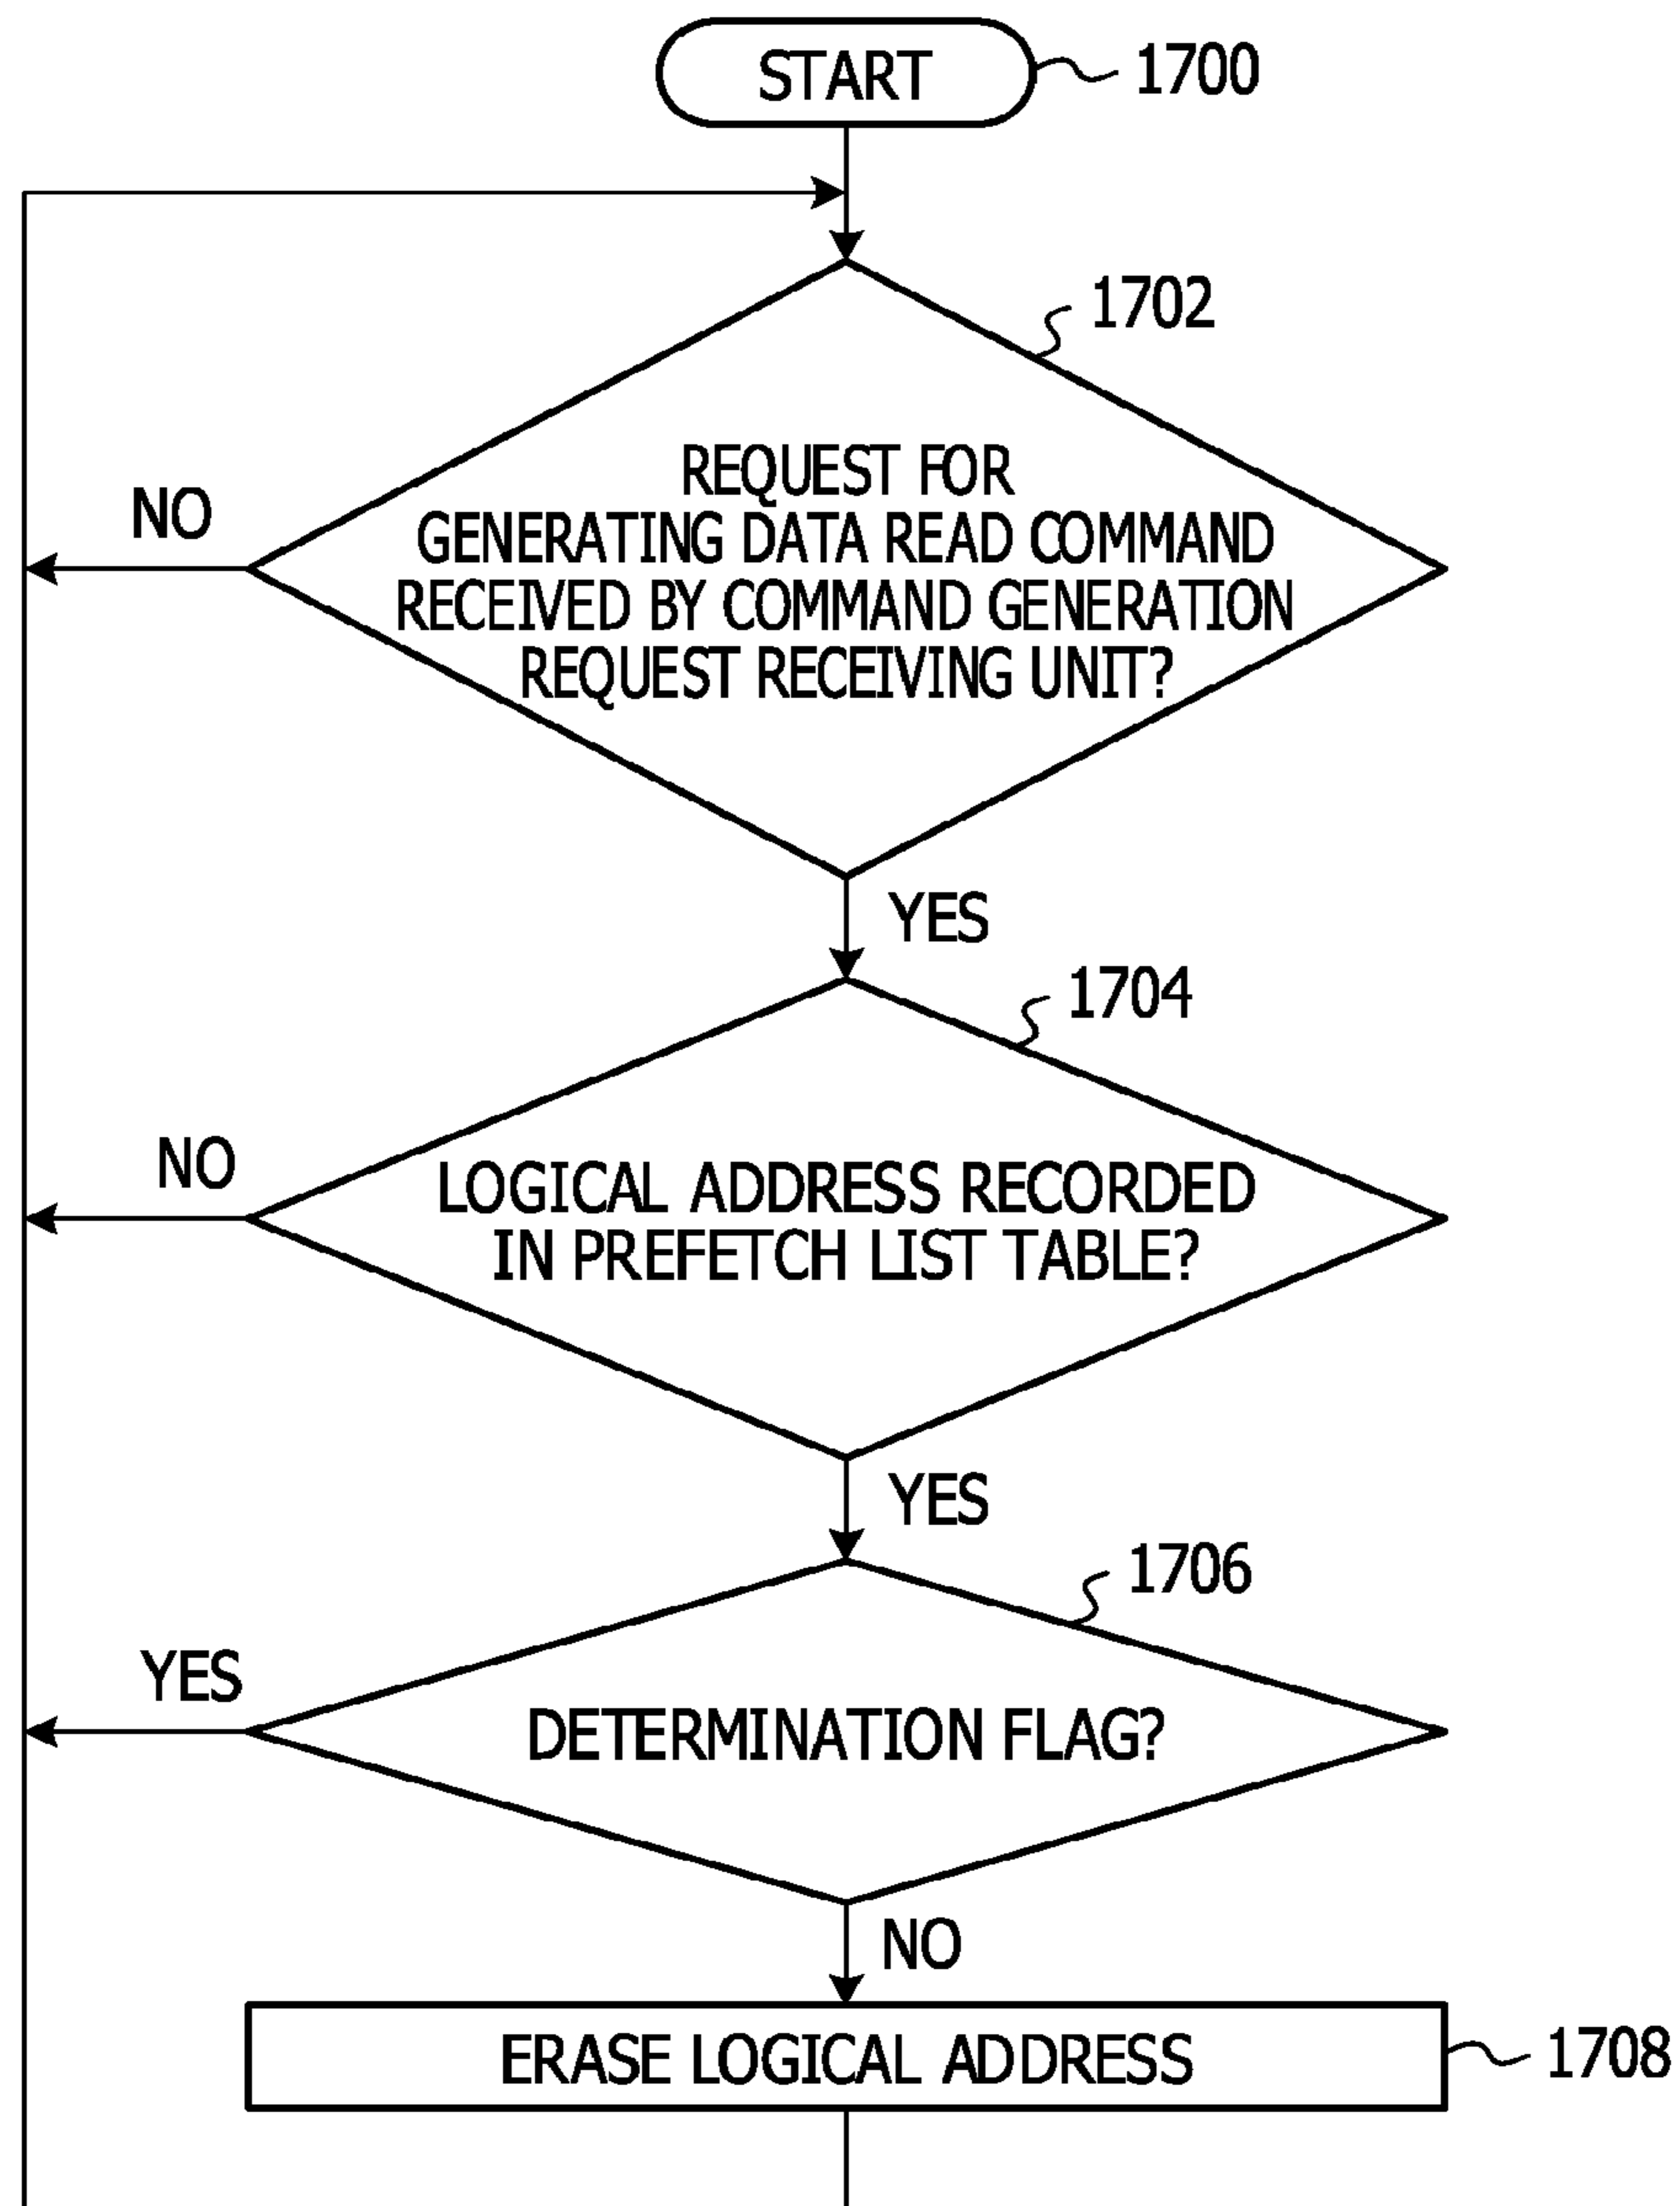 START
1700
1702
REQUEST FOR
GENERATING DATA READ COMMAND
RECEIVED BY COMMAND GENERATION
REQUEST RECEIVING UNIT?
NO
YES
1704
LOGICAL ADDRESS RECORDED
IN PREFETCH LIST TABLE?
NO
YES
1706
DETERMINATION FLAG?
YES
NO
ERASE LOGICAL ADDRESS
1708